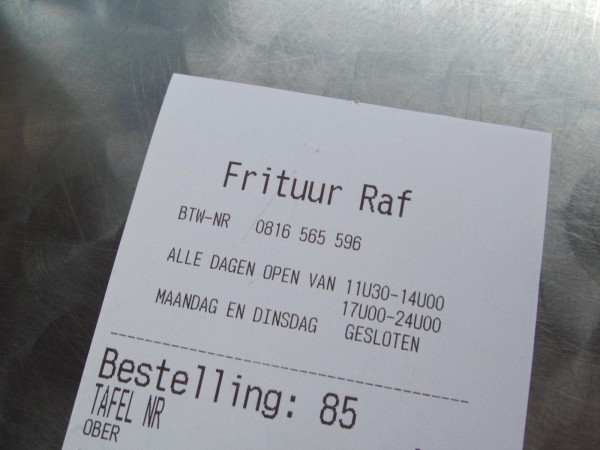 Frituur Raf
BTW-NR 0816 565 596
ALLE DAGEN OPEN VAN 11U30-14U00
17U00-24U00
MAANDAG EN DINSDAG GESLOTEN
Bestelling: 85
TAFEL NR
OBER